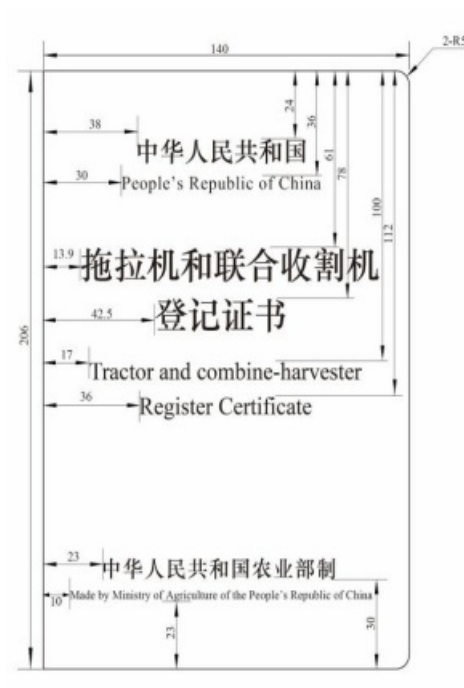 140
2-R5
24
36
38
中华人民共和国
61
30
People's Republic of China
78
100
112
13.9
拖拉机和联合收割机
42.5
登记证书
206
17
Tractor and combine-harvester
36
Register Certificate
23
中华人民共和国农业部制
10
Made by Ministry of Agriculture of the People's Republic of China
23
30